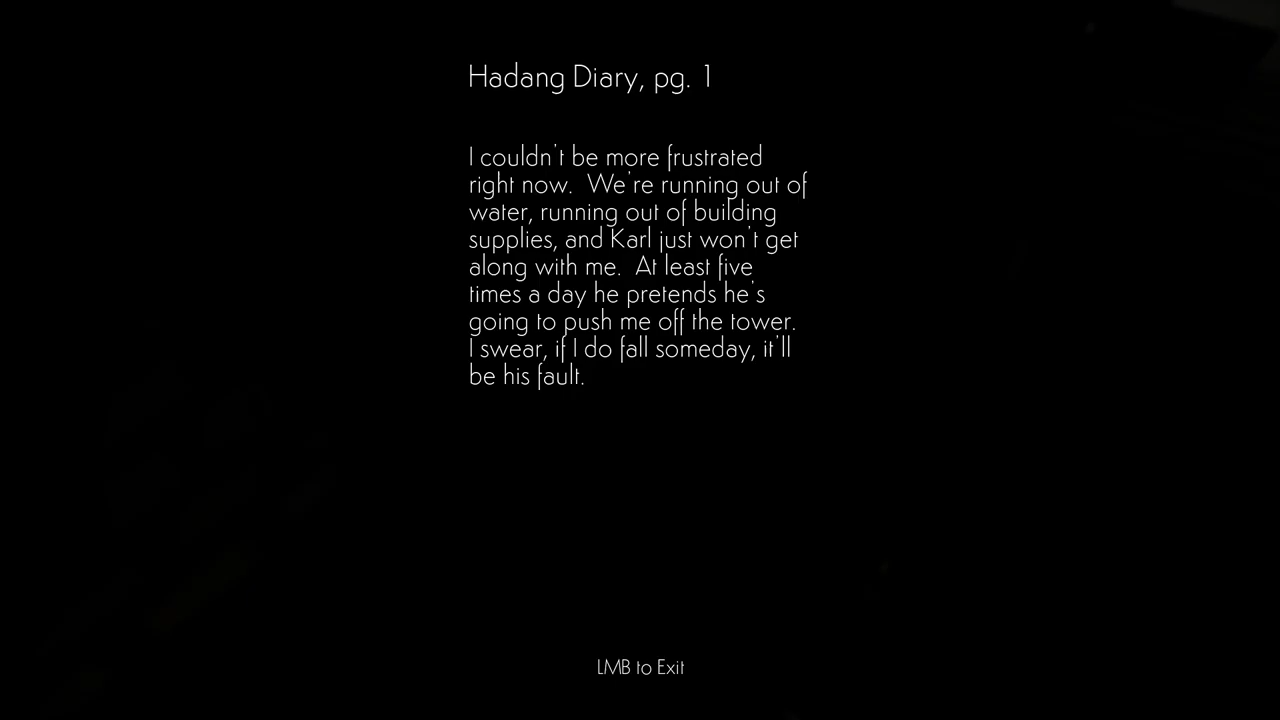 Hadang Diary, pg. 1
I couldn't be more frustrated
right now.  We're running out of
water, running out of building
supplies, and Karl just won't get
along with me.  At least five
times a day he pretends he's
going to push me off the tower.
I swear, if I do fall someday, it'll
be his fault.
LMB to Exit